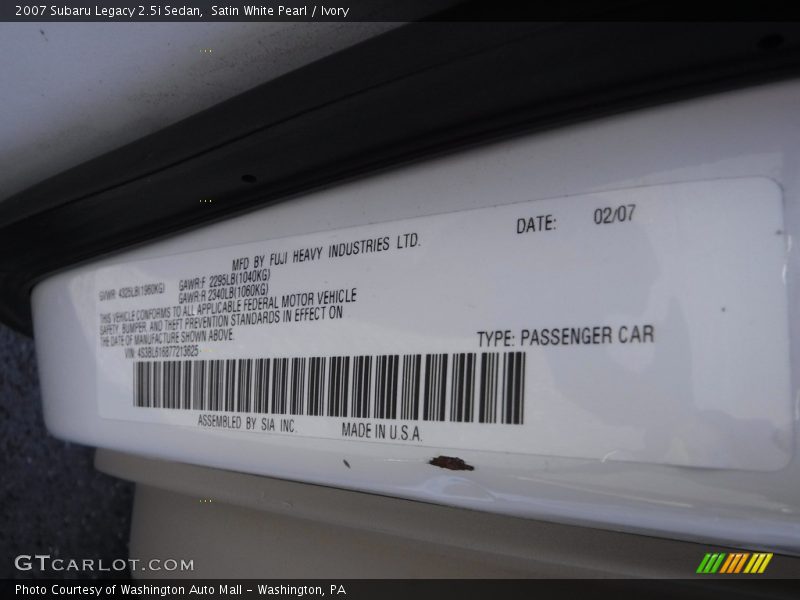 2007 Subaru Legacy 2.5i Sedan, Satin White Pearl / Ivory
MFD BY FUJI HEAVY INDUSTRIES LTD. DATE: 02/07
GVWR 4325LB(1960KG) GAWR:F 2295LB(1040KG)
GAWR:R 2340LB(1060KG)
THIS VEHICLE CONFORMS TO ALL APPLICABLE FEDERAL MOTOR VEHICLE
SAFETY, BUMPER, AND THEFT PREVENTION STANDARDS IN EFFECT ON
THE DATE OF MANUFACTURE SHOWN ABOVE.
VIN: 4S3BL616877213825 TYPE: PASSENGER CAR
ASSEMBLED BY SIA INC. MADE IN U.S.A.
GTCARLOT.COM
Photo Courtesy of Washington Auto Mall - Washington, PA